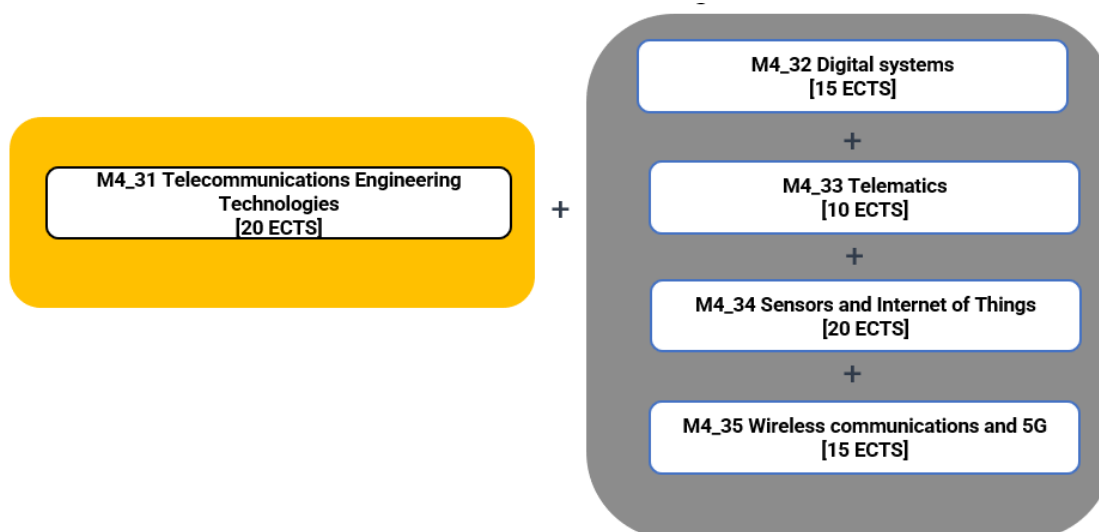 M4_31 Telecommunications Engineering
Technologies
[20 ECTS]
+
M4_32 Digital systems
[15 ECTS]
+
M4_33 Telematics
[10 ECTS]
+
M4_34 Sensors and Internet of Things
[20 ECTS]
+
M4_35 Wireless communications and 5G
[15 ECTS]